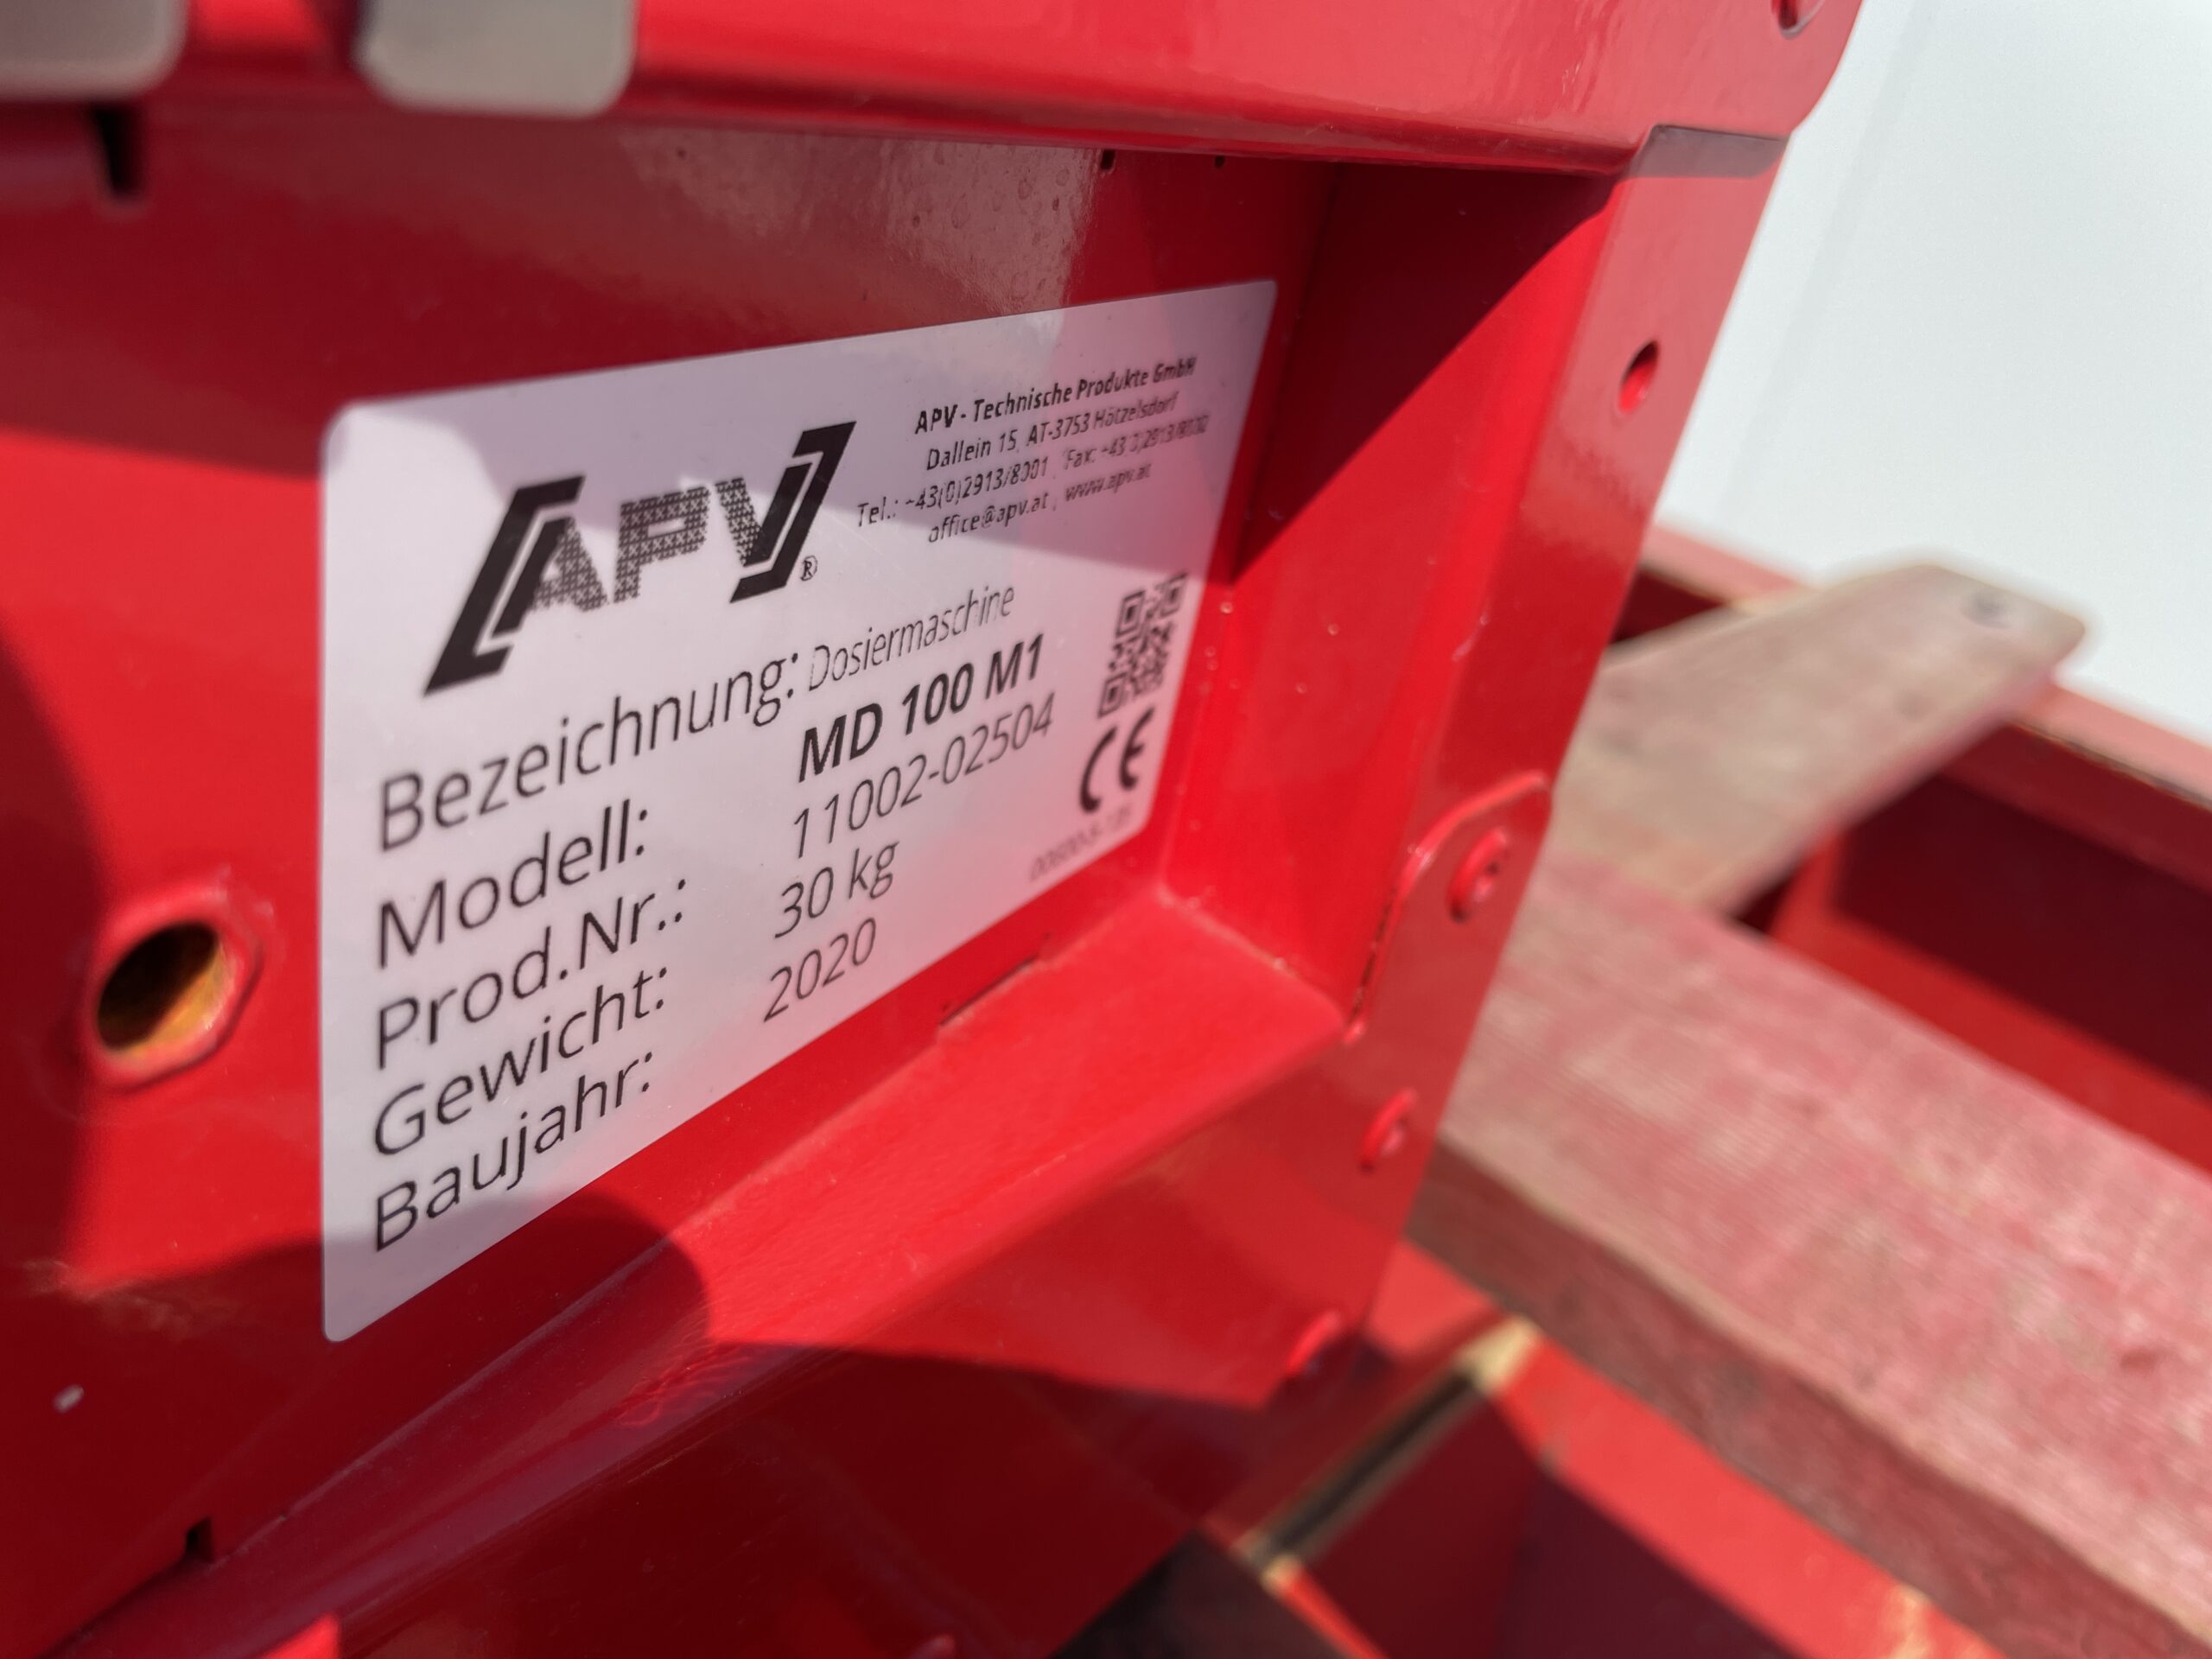 APV®
APV - Technische Produkte GmbH
Dallein 15, AT-3753 Hötzelsdorf
Tel.: +43(0)2913/8001, Fax: +43(0)2913/8002
office@apv.at, www.apv.at
Bezeichnung: Dosiermaschine
Modell: MD 100 M1
Prod.Nr.: 11002-02504
Gewicht: 30 kg
Baujahr: 2020
CE